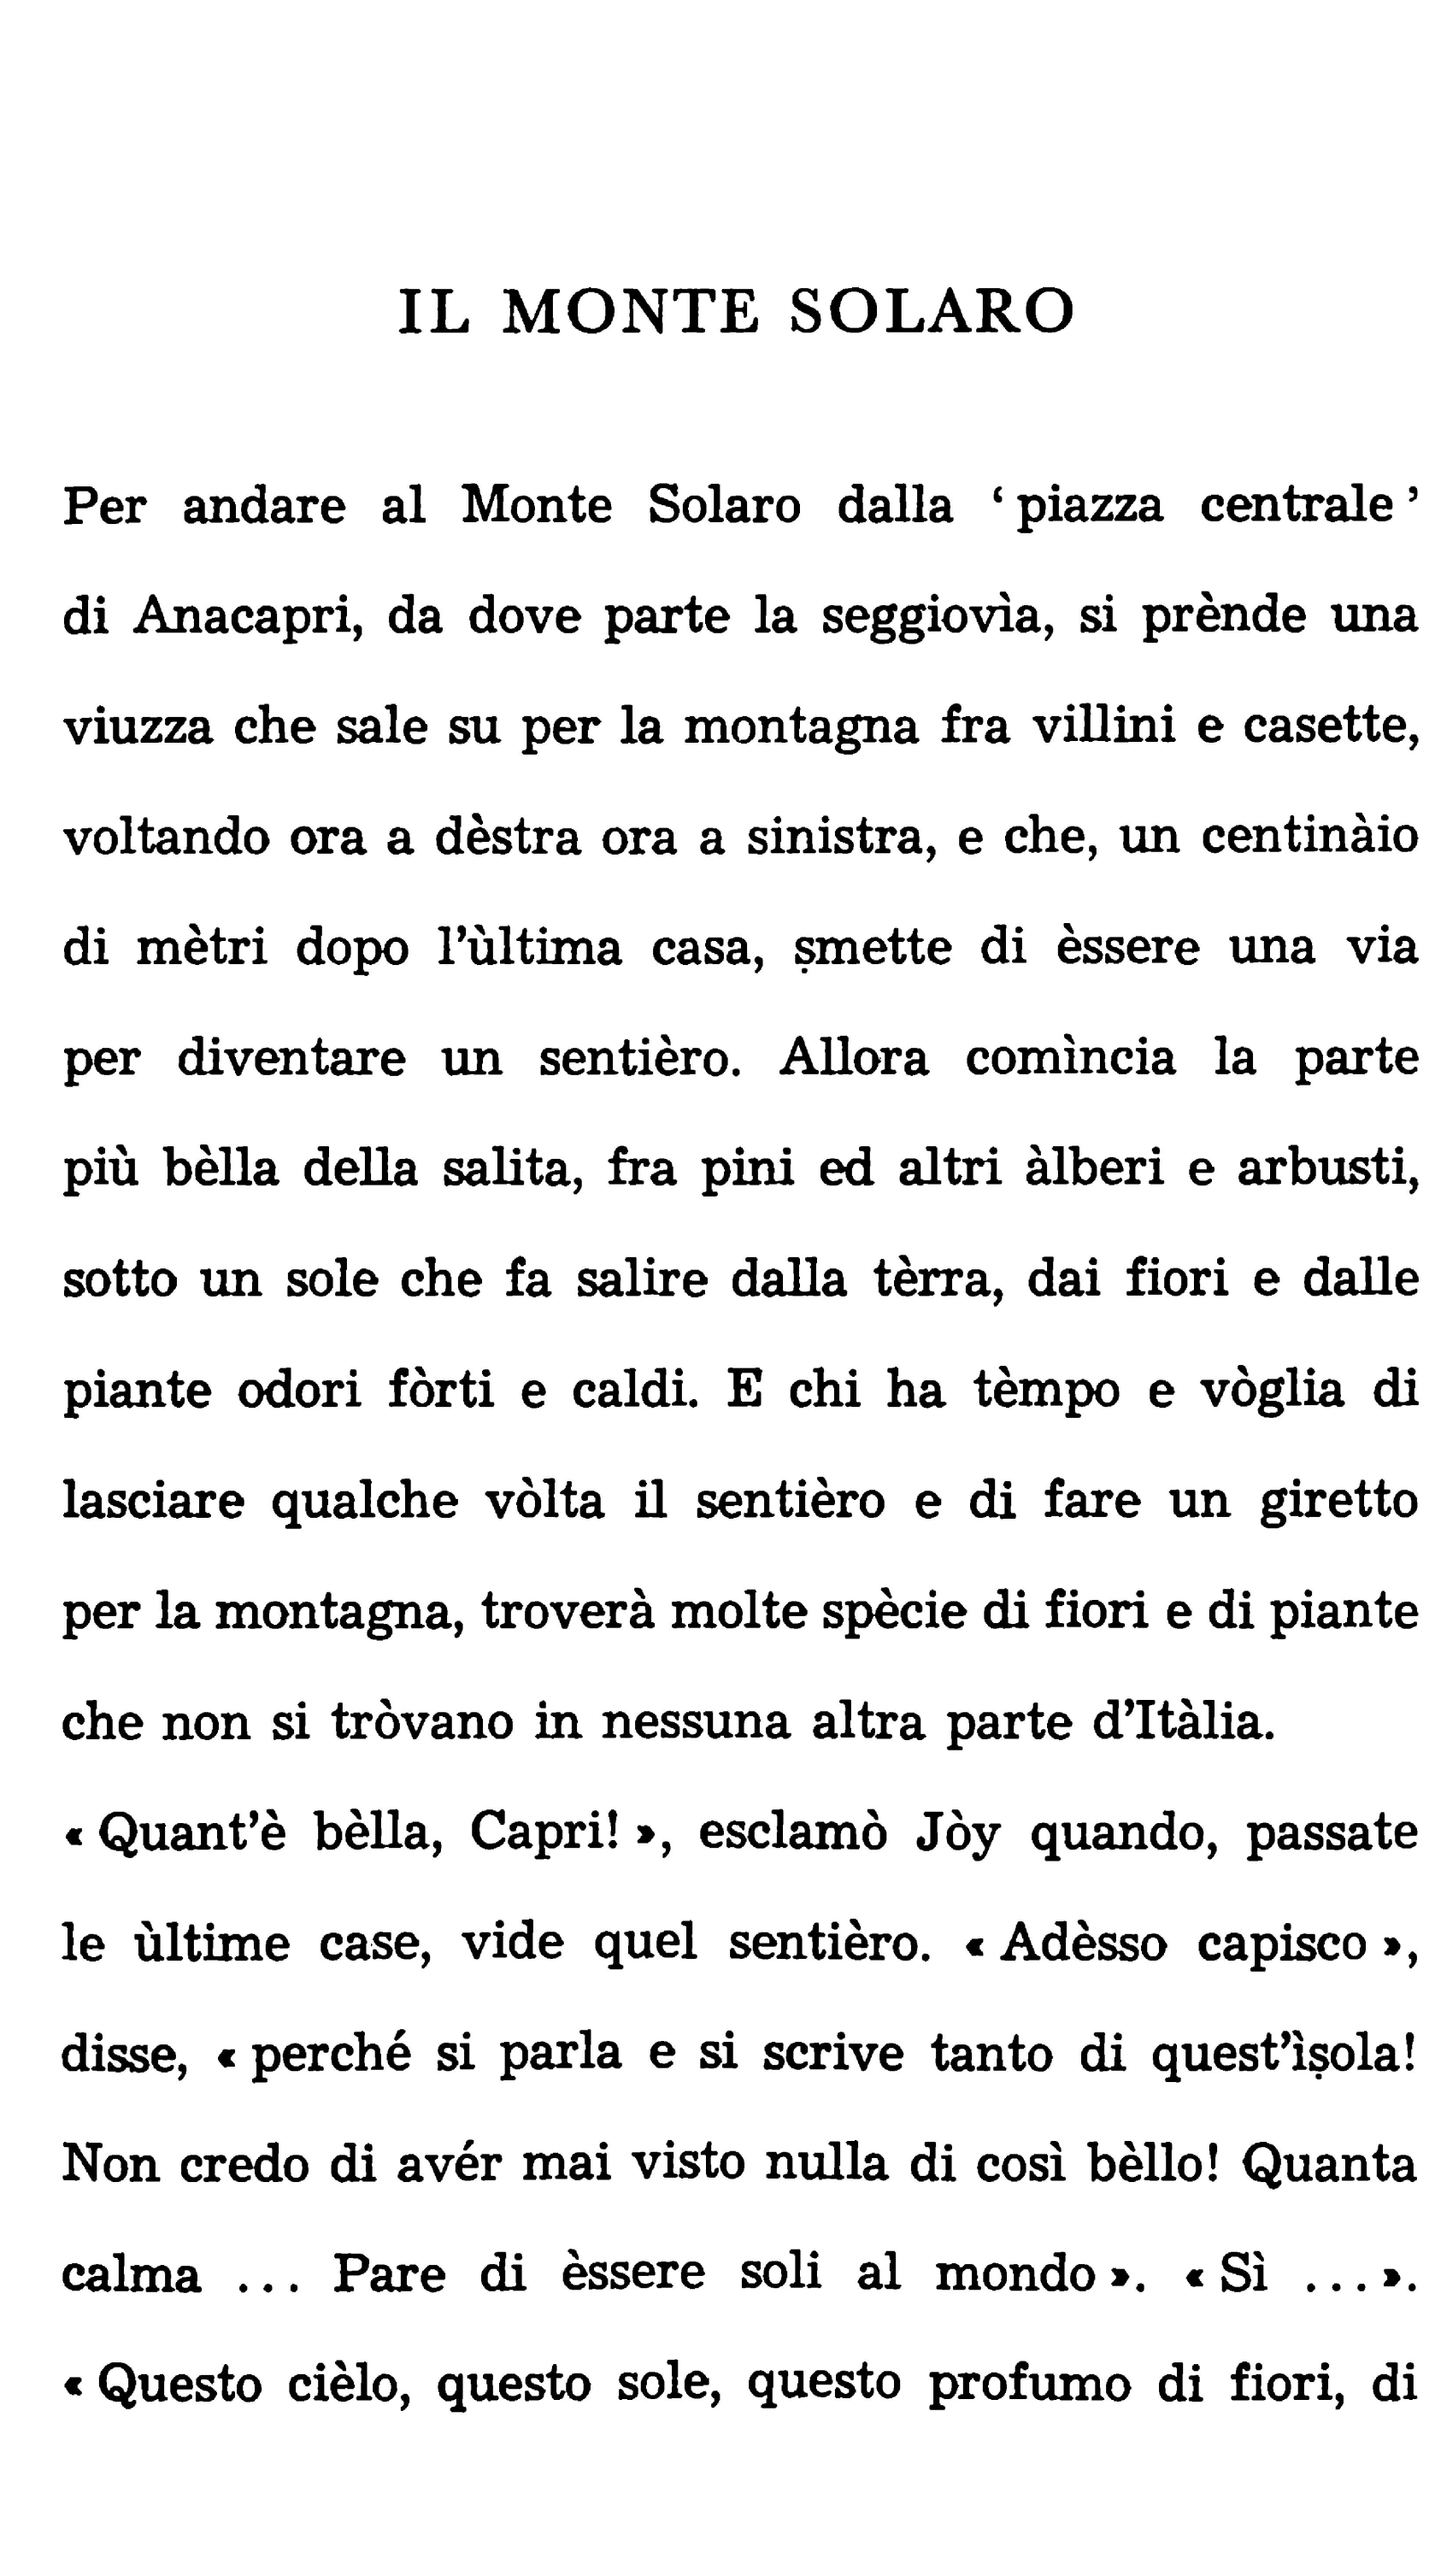 IL MONTE SOLARO
Per andare al Monte Solaro dalla ‘ piazza centrale ’
di Anacapri, da dove parte la seggiovìa, si prènde una
viuzza che sale su per la montagna fra villini e casette,
voltando ora a dèstra ora a sinistra, e che, un centinàio
di mètri dopo l’ùltima casa, ṣmette di èssere una via
per diventare un sentièro. Allora comìncia la parte
più bèlla della salita, fra pini ed altri àlberi e arbusti,
sotto un sole che fa salire dalla tèrra, dai fiori e dalle
piante odori fòrti e caldi. E chi ha tèmpo e vòglia di
lasciare qualche vòlta il sentièro e di fare un giretto
per la montagna, troverà molte spècie di fiori e di piante
che non si tròvano in nessuna altra parte d’Itàlia.
« Quant’è bèlla, Capri! », esclamò Jòy quando, passate
le ùltime case, vide quel sentièro. « Adèsso capisco »,
disse, « perché si parla e si scrive tanto di quest’ìṣola!
Non credo di avér mai visto nulla di così bèllo! Quanta
calma ... Pare di èssere soli al mondo ». « Sì ... ».
« Questo cièlo, questo sole, questo profumo di fiori, di